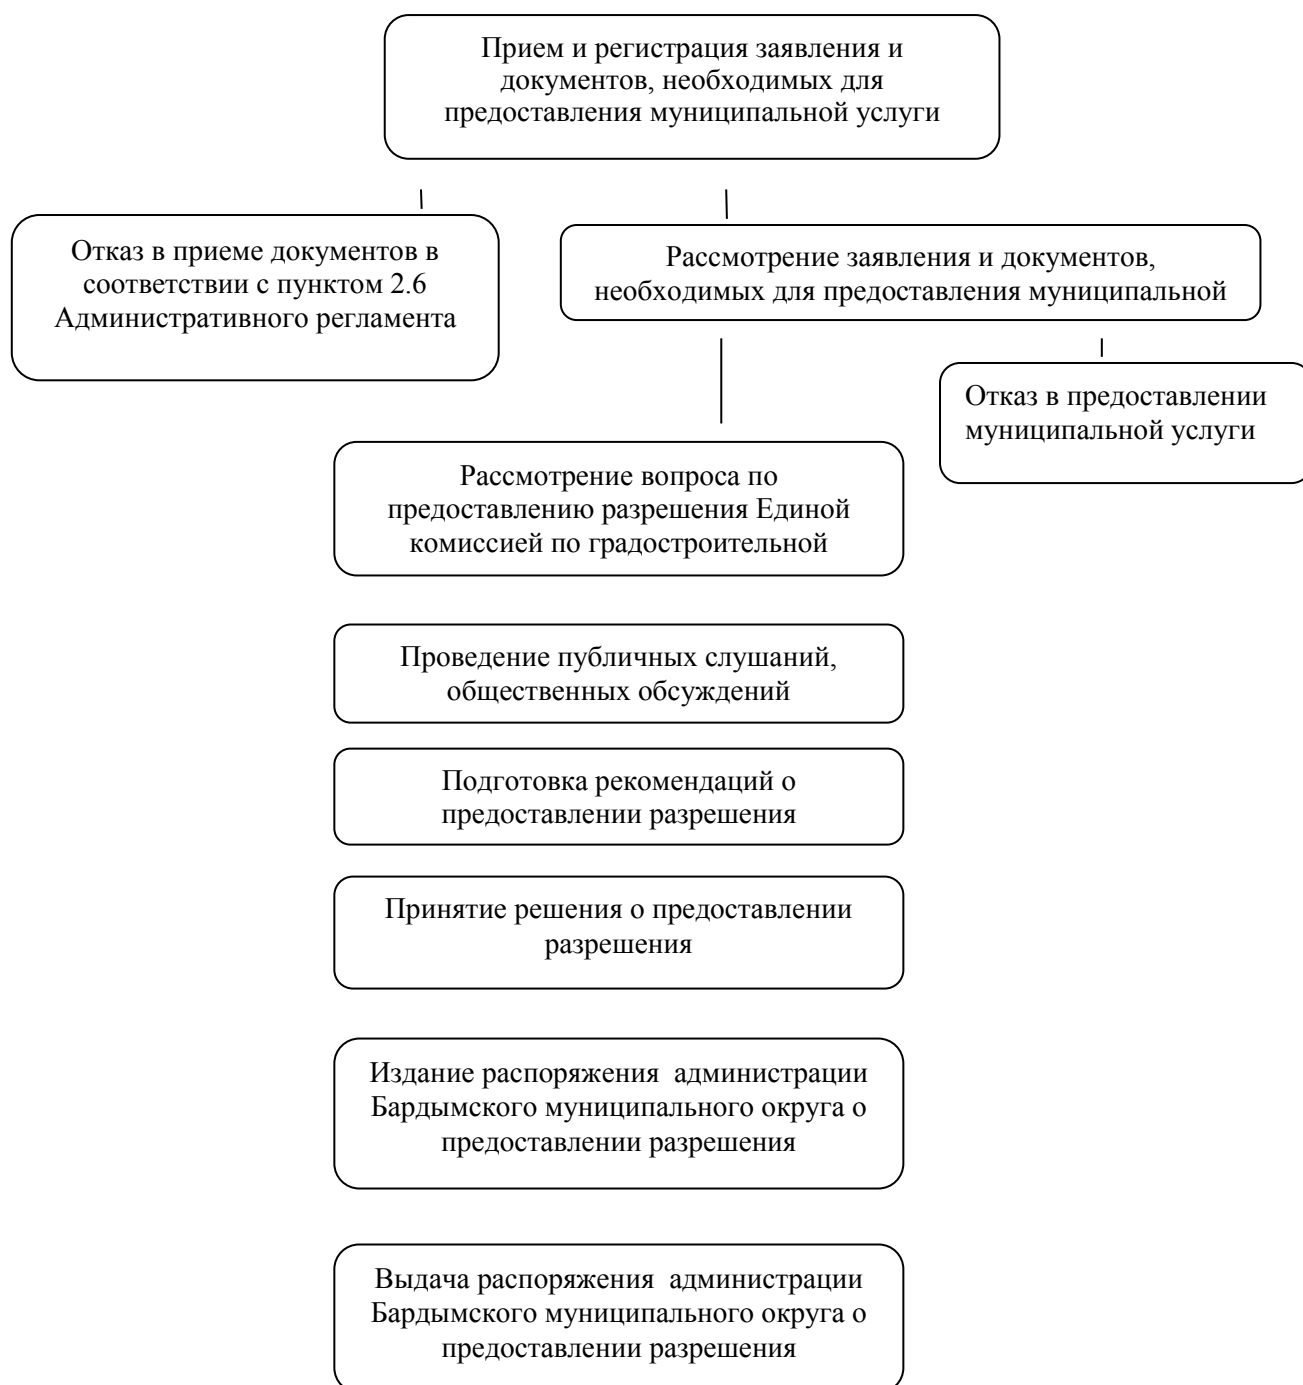 Прием и регистрация заявления и
документов, необходимых для
предоставления муниципальной услуги
Отказ в приеме документов в
соответствии с пунктом 2.6
Административного регламента
Рассмотрение заявления и документов,
необходимых для предоставления муниципальной
Отказ в предоставлении
муниципальной услуги
Рассмотрение вопроса по
предоставлению разрешения Единой
комиссией по градостроительной
Проведение публичных слушаний,
общественных обсуждений
Подготовка рекомендаций о
предоставлении разрешения
Принятие решения о предоставлении
разрешения
Издание распоряжения администрации
Бардымского муниципального округа о
предоставлении разрешения
Выдача распоряжения администрации
Бардымского муниципального округа о
предоставлении разрешения